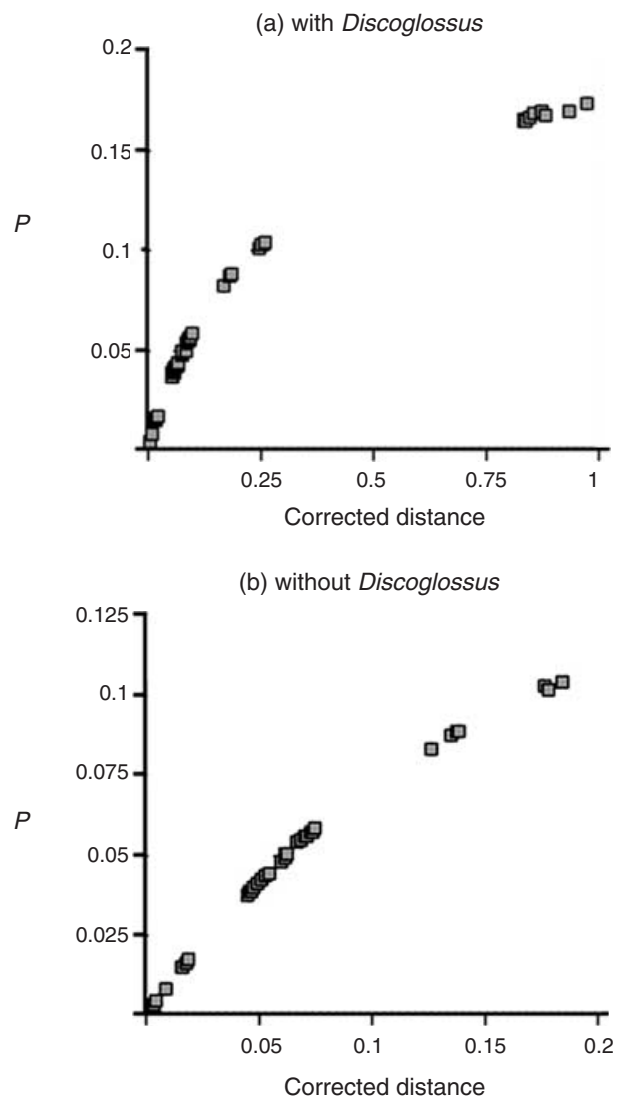 (a) with Discoglossus
0.2
0.15
P
0.1
0.05
0.25 0.5 0.75 1
Corrected distance
(b) without Discoglossus
0.125
0.1
0.075
P
0.05
0.025
0.05 0.1 0.15 0.2
Corrected distance